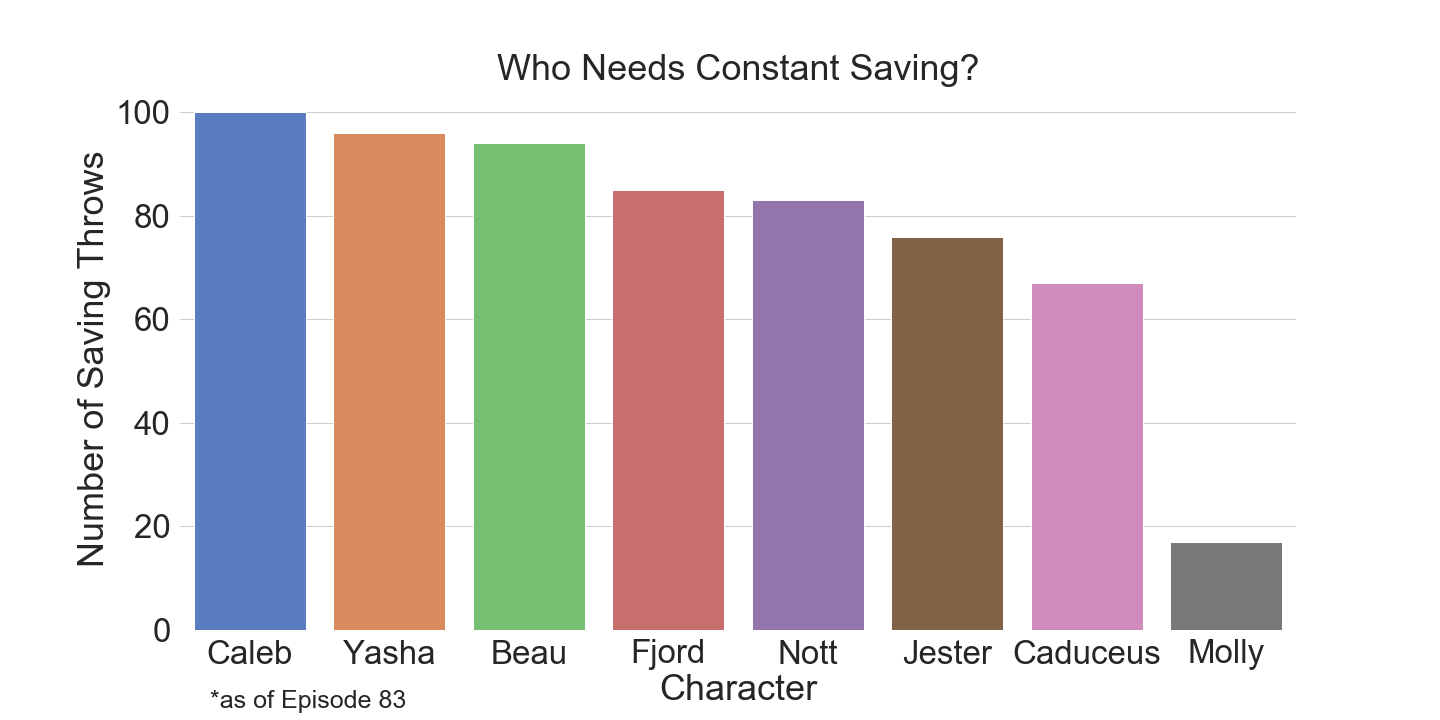 Who Needs Constant Saving?
Number of Saving Throws
100
80
60
40
20
0
Caleb Yasha Beau Fjord Nott Jester Caduceus Molly
Character
*as of Episode 83